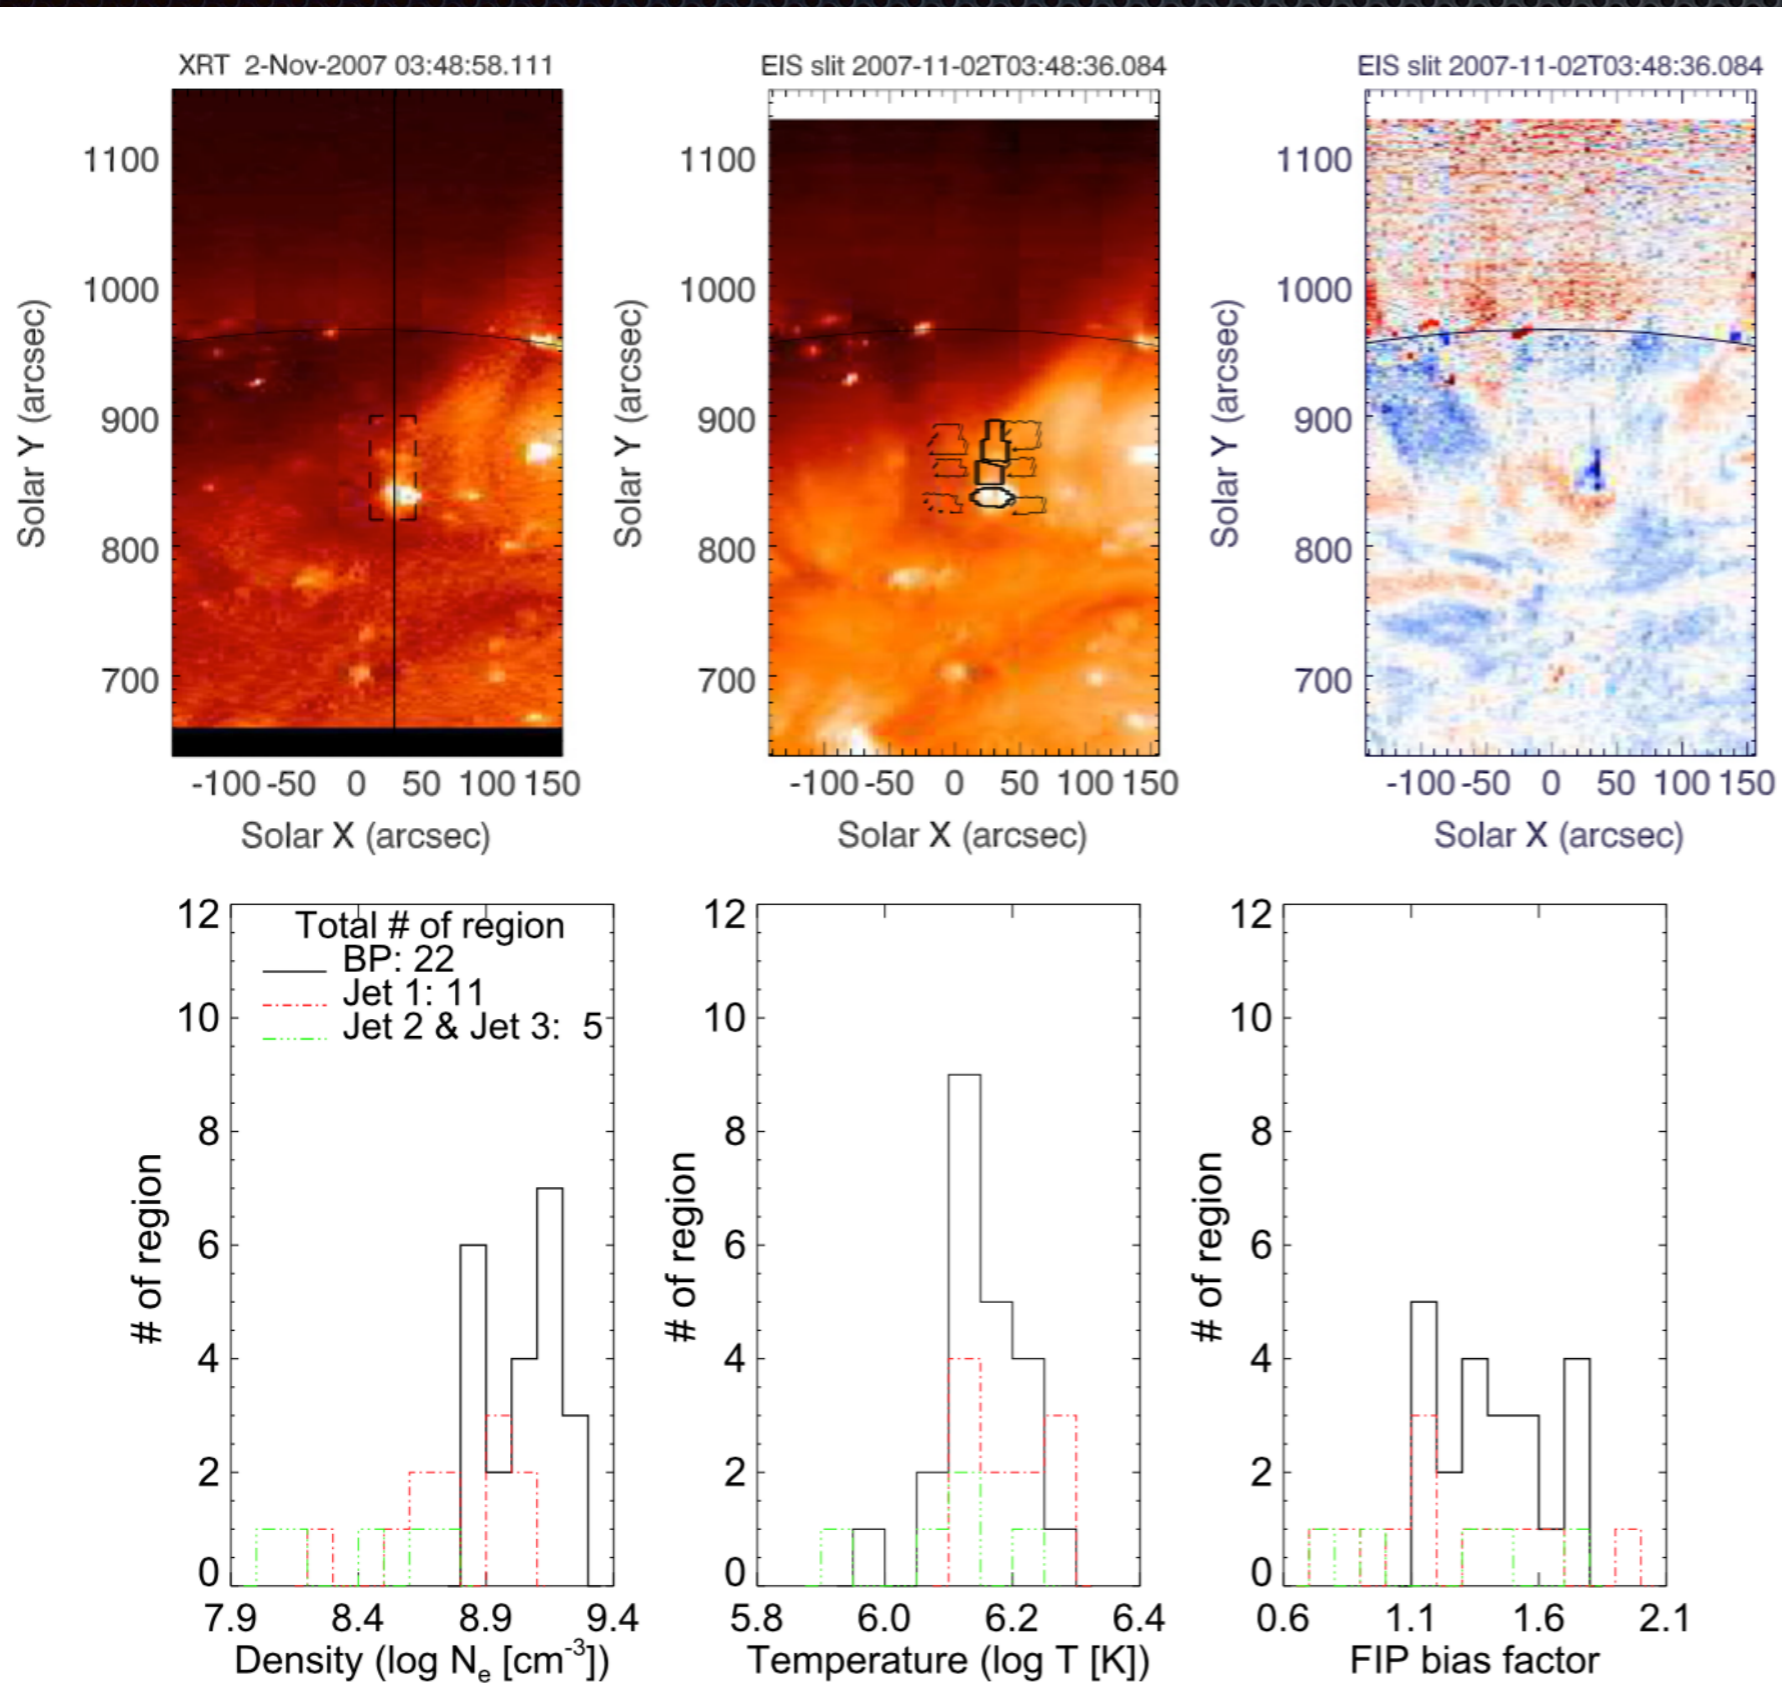 XRT 2-Nov-2007 03:48:58.111
EIS slit 2007-11-02T03:48:36.084
EIS slit 2007-11-02T03:48:36.084
Solar Y (arcsec)
1100
1000
900
800
700
-100 -50 0 50 100 150
Solar X (arcsec)
Solar Y (arcsec)
1100
1000
900
800
700
-100 -50 0 50 100 150
Solar X (arcsec)
Solar Y (arcsec)
1100
1000
900
800
700
-100 -50 0 50 100 150
Solar X (arcsec)
Total # of region
BP: 22
Jet 1: 11
Jet 2 & Jet 3: 5
# of region
12
10
8
6
4
2
0
7.9 8.4 8.9 9.4
Density (log Ne [cm-3])
# of region
12
10
8
6
4
2
0
5.8 6.0 6.2 6.4
Temperature (log T [K])
# of region
12
10
8
6
4
2
0
0.6 1.1 1.6 2.1
FIP bias factor